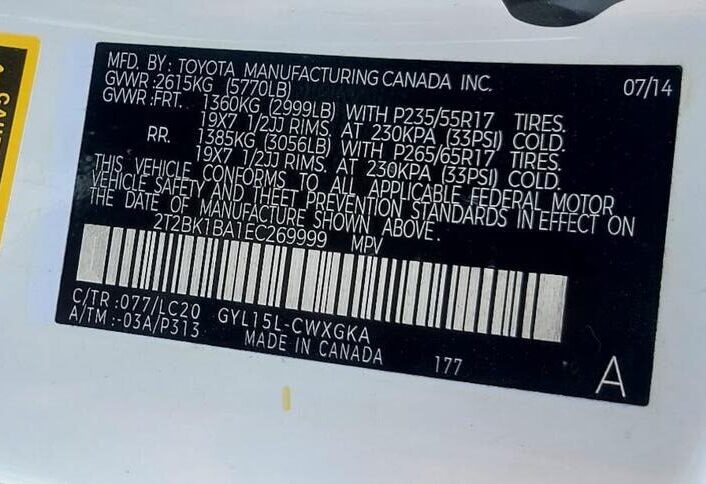 MFD. BY: TOYOTA MANUFACTURING CANADA INC. 07/14
GVWR:2615KG (5770LB)
GVWR:FRT. 1360KG (2999LB) WITH P235/55R17 TIRES.
19X7 1/2JJ RIMS. AT 230KPA (33PSI) COLD.
RR. 1385KG (3056LB) WITH P265/65R17 TIRES.
19X7 1/2JJ RIMS. AT 230KPA (33PSI) COLD.
THIS VEHICLE CONFORMS TO ALL APPLICABLE FEDERAL MOTOR
VEHICLE SAFETY AND THEFT PREVENTION STANDARDS IN EFFECT ON
THE DATE OF MANUFACTURE SHOWN ABOVE.
2T2BK1BA1EC269999 MPV
C/TR:077/LC20 GYL15L-CWXGKA
A/TM:-03A/P313 MADE IN CANADA 177 A